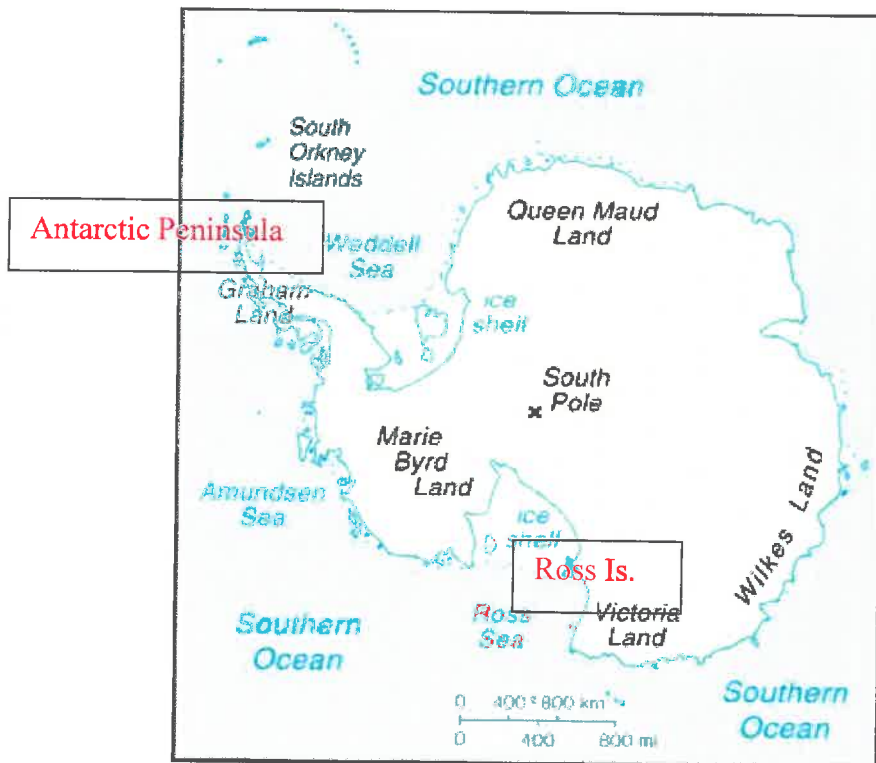 Southern Ocean
South
Orkney
Islands
Antarctic Peninsula
Queen Maud
Land
Weddell
Sea
Graham
Land
ice
shelf
South
Pole
Marie
Byrd
Land
Wilkes Land
Amundsen
Sea
ice
shelf
Ross Is.
Ross
Sea
Victoria
Land
Southern
Ocean
Southern
Ocean
0 400 800 km
0 400 800 mi